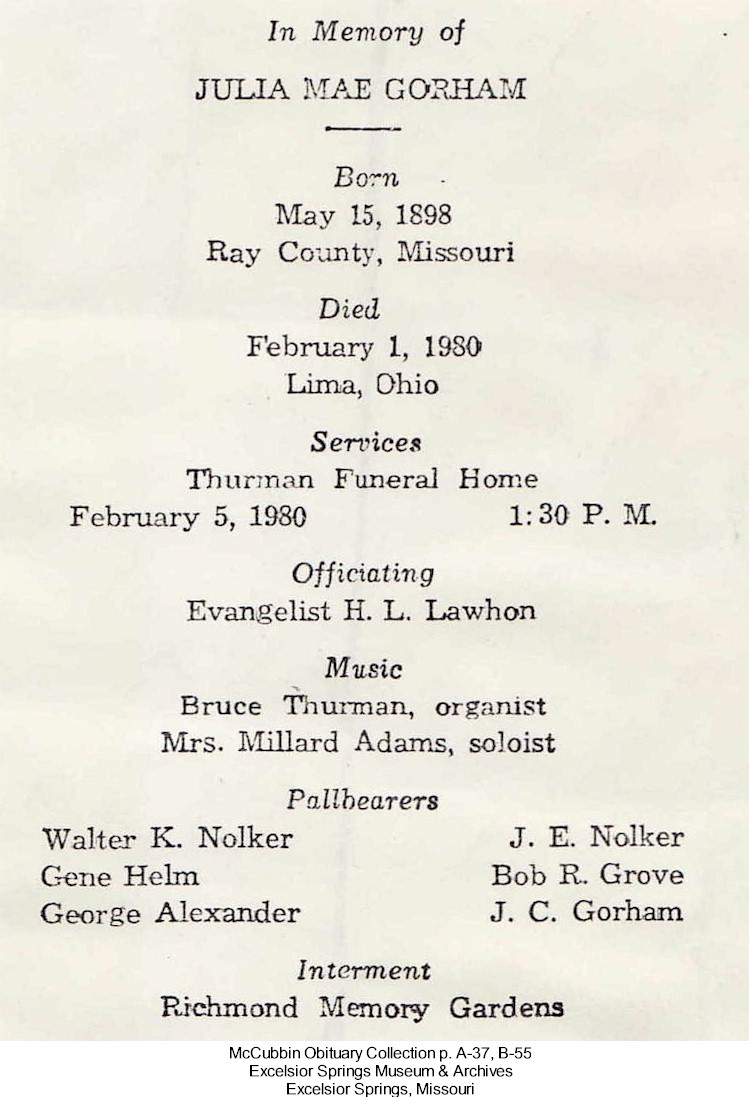 In Memory of
JULIA MAE GORHAM
Born
May 15, 1898
Ray County, Missouri
Died
February 1, 1980
Lima, Ohio
Services
Thurman Funeral Home
February 5, 1980 1:30 P. M.
Officiating
Evangelist H. L. Lawhon
Music
Bruce Thurman, organist
Mrs. Millard Adams, soloist
Pallbearers
Walter K. Nolker J. E. Nolker
Gene Helm Bob R. Grove
George Alexander J. C. Gorham
Interment
Richmond Memory Gardens
McCubbin Obituary Collection p. A-37, B-55
Excelsior Springs Museum & Archives
Excelsior Springs, Missouri